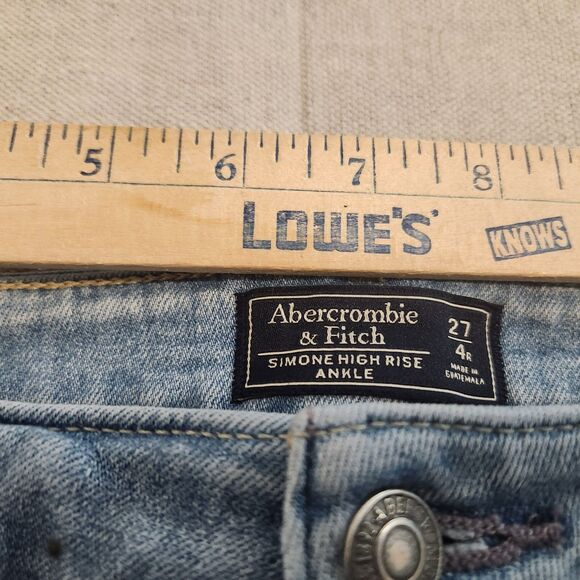 5 6 7 8
LOWE'S KNOWS
Abercrombie
& Fitch
SIMONE HIGH RISE
ANKLE
27
4R
MADE IN
GUATEMALA